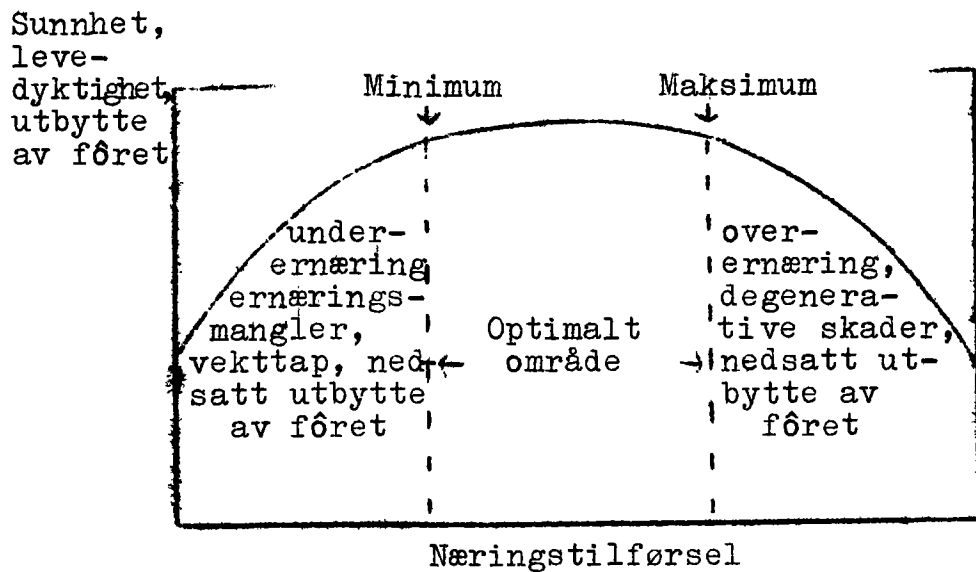 Sunnhet,
leve-
dyktighet,
utbytte
av fôret
Minimum
Maksimum
under-
ernæring
ernærings-
mangler,
vekttap, ned-
satt utbytte
av fôret
Optimalt
område
over-
ernæring,
degenera-
tive skader,
nedsatt ut-
bytte av
fôret
Næringstilførsel